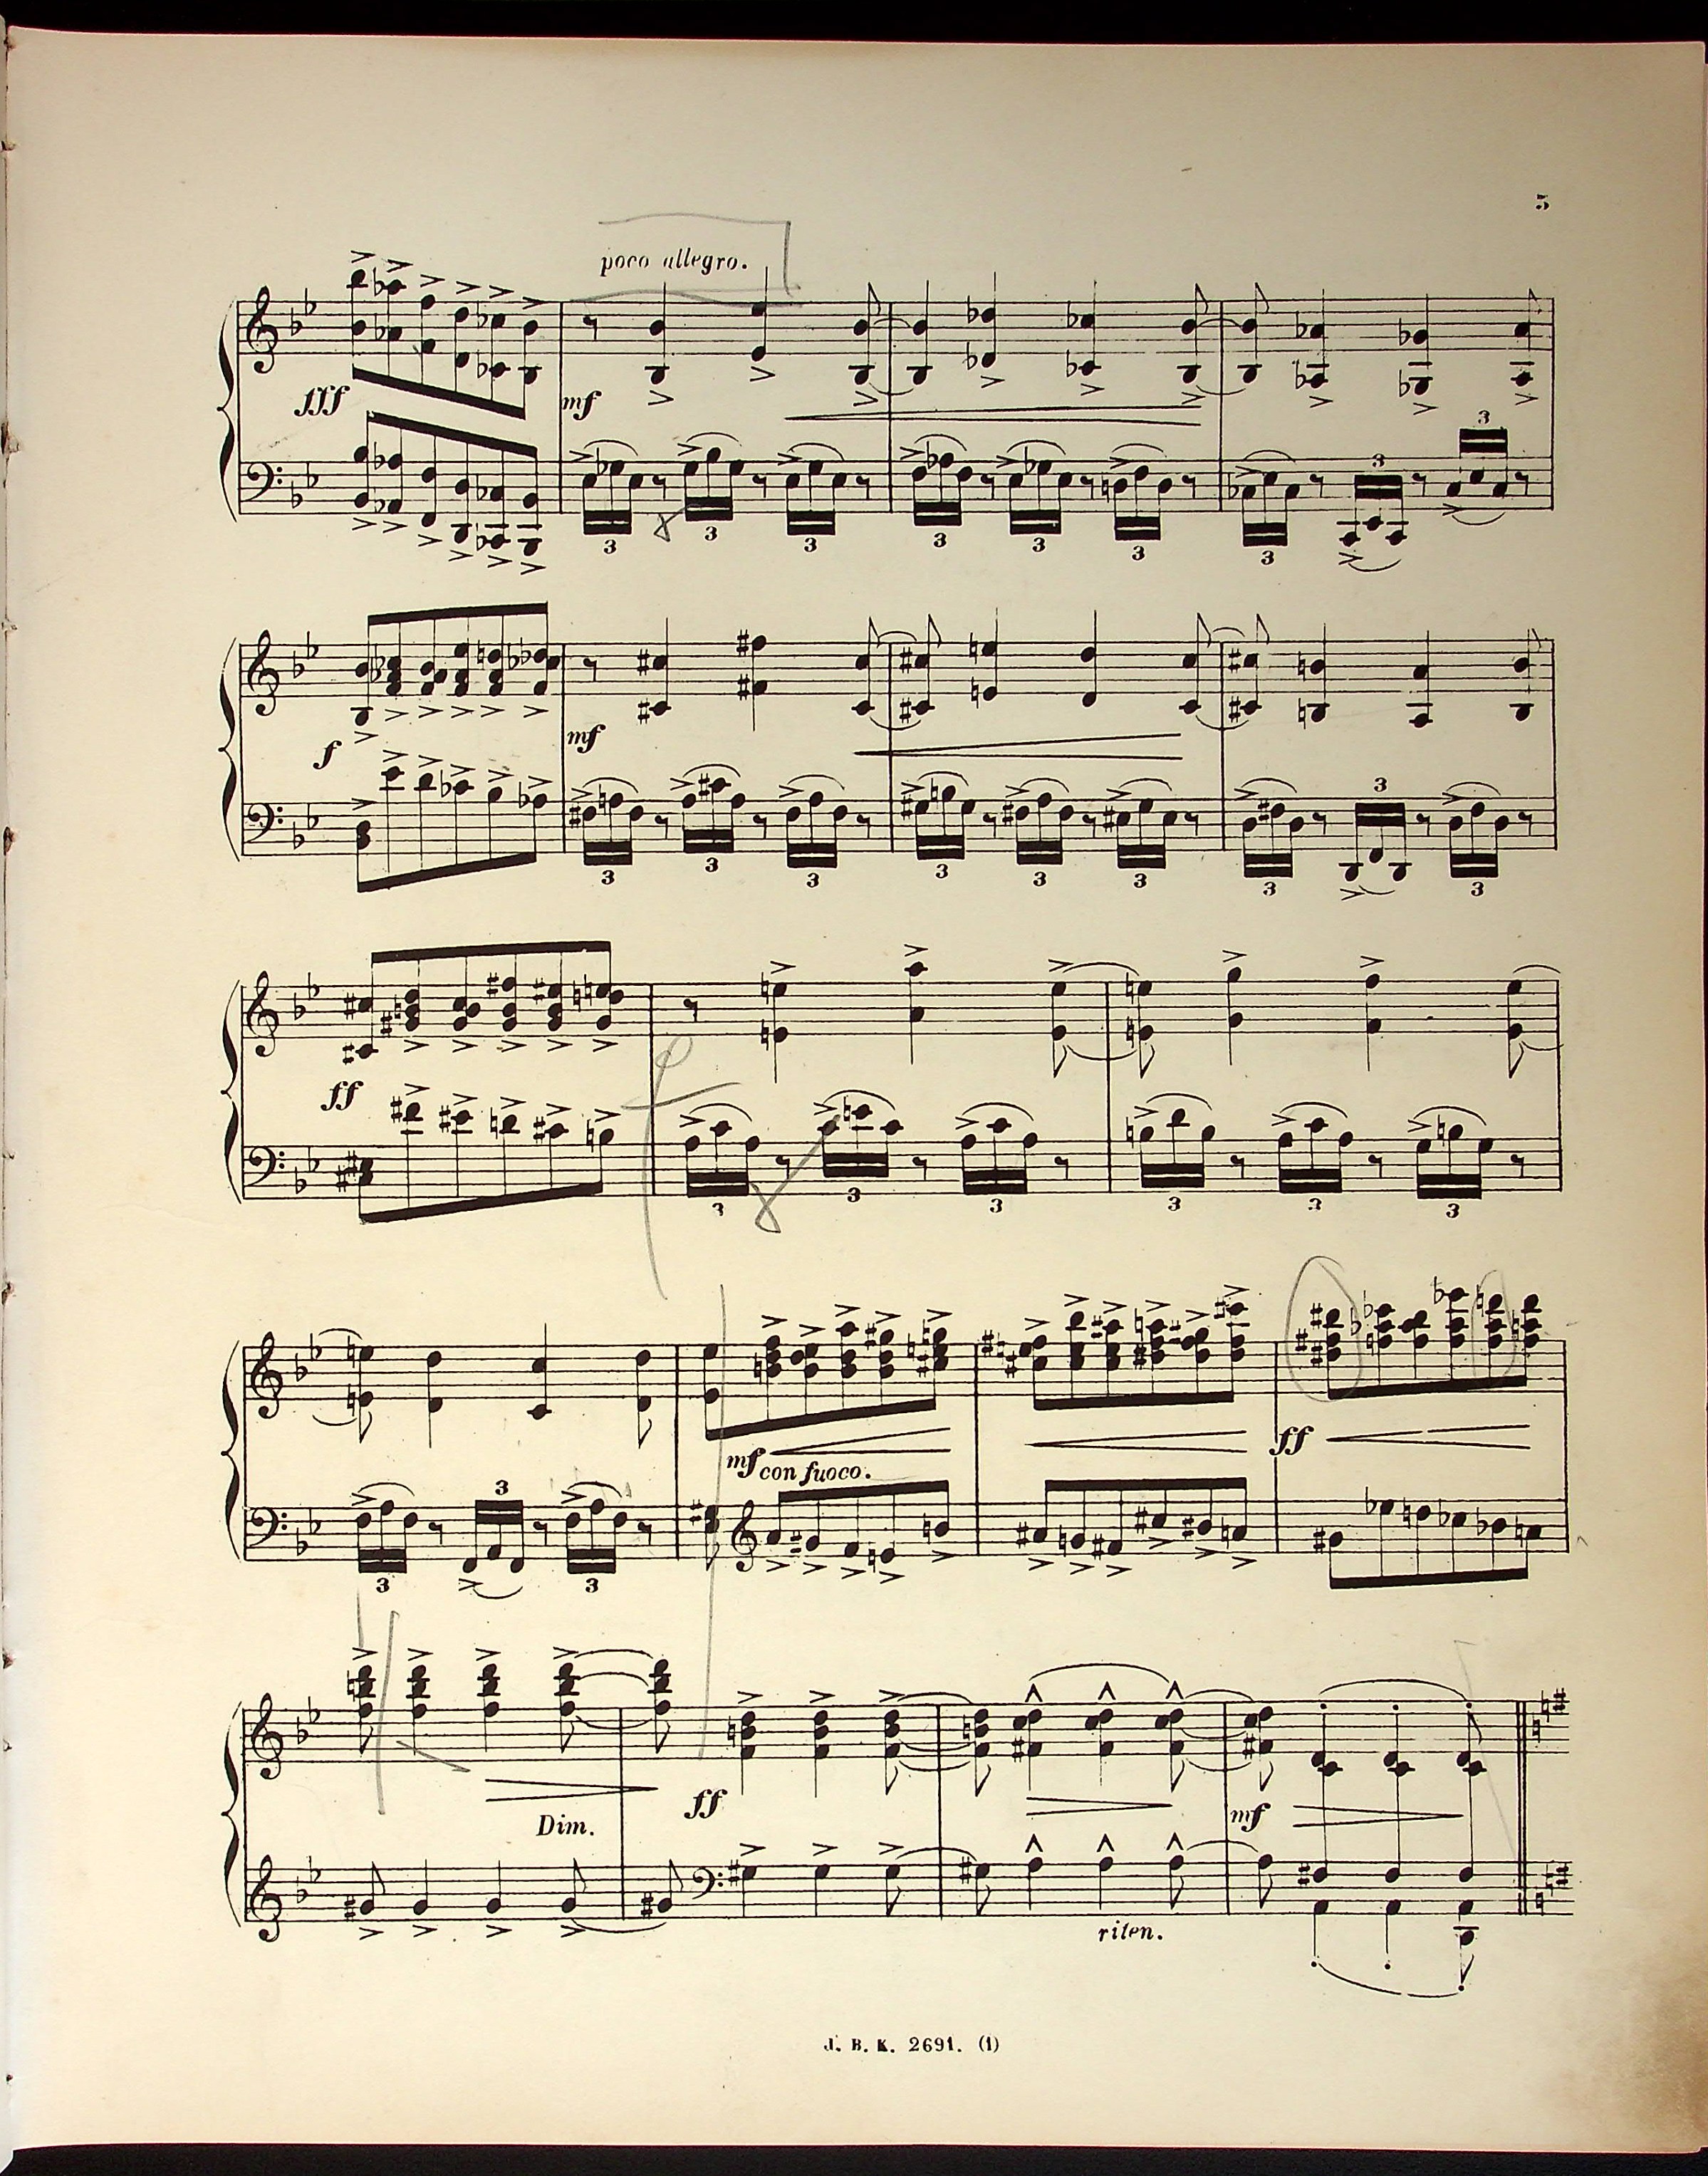 5
poco allegro.
fff
mf
3 3 3 3 3 3 3 3 3
f
mf
3 3 3 3 3 3 3 3 3
ff
3 3 3 3 3 3
mf con fuoco.
ff
3 3 3
Dim.
ff
mf
riten.
J. B. K. 2691. (1)